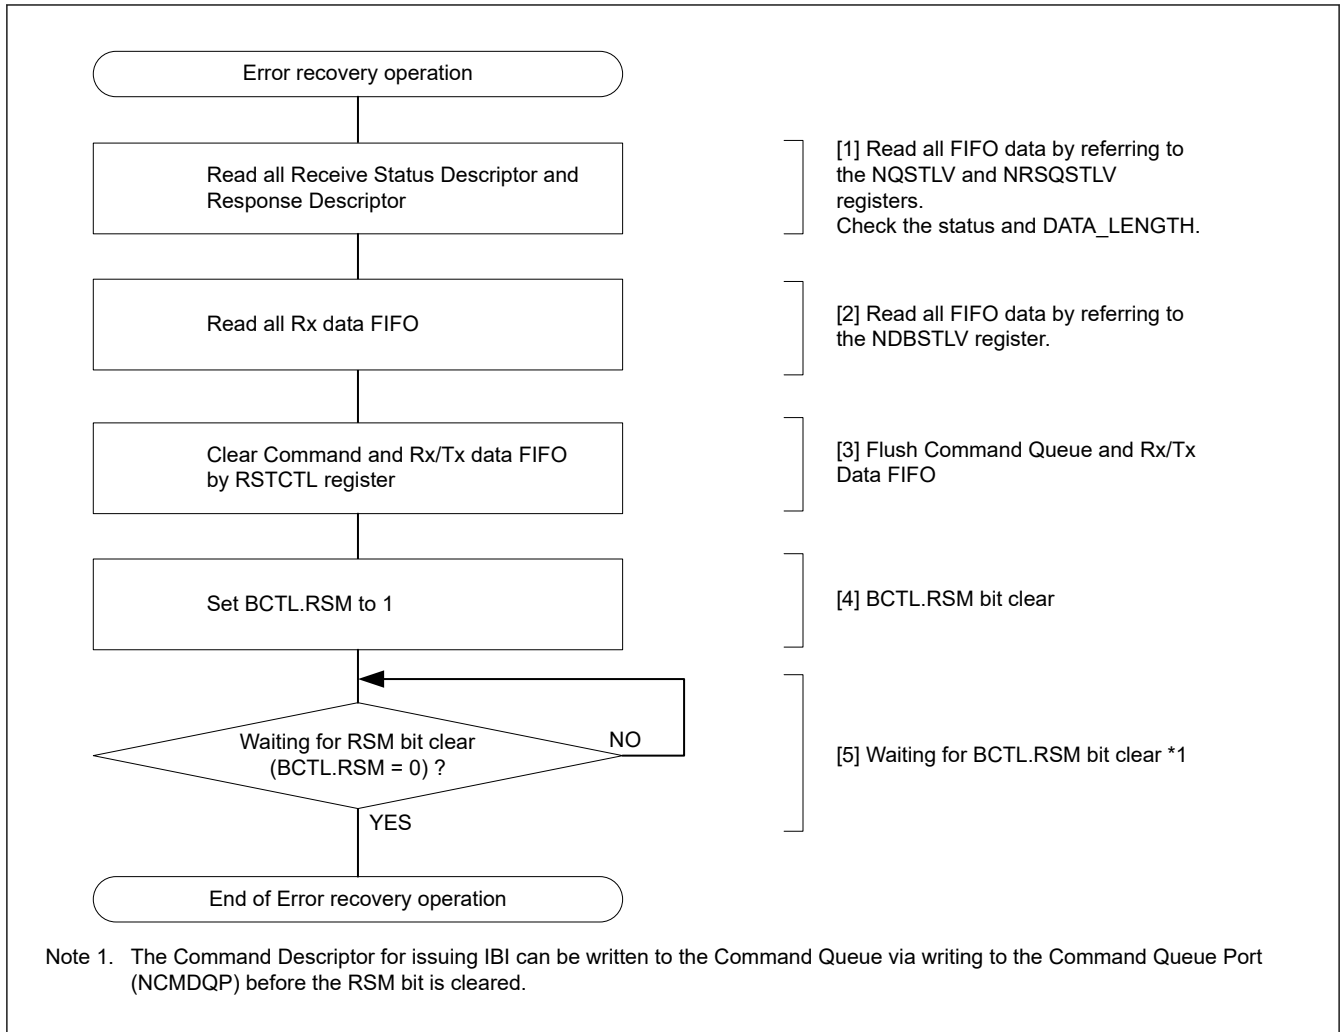 Error recovery operation
Read all Receive Status Descriptor and
Response Descriptor
[1] Read all FIFO data by referring to
the NQSTLV and NRSQSTLV
registers.
Check the status and DATA_LENGTH.
Read all Rx data FIFO
[2] Read all FIFO data by referring to
the NDBSTLV register.
Clear Command and Rx/Tx data FIFO
by RSTCTL register
[3] Flush Command Queue and Rx/Tx
Data FIFO
Set BCTL.RSM to 1
[4] BCTL.RSM bit clear
Waiting for RSM bit clear
(BCTL.RSM = 0) ?
NO
[5] Waiting for BCTL.RSM bit clear *1
YES
End of Error recovery operation
Note 1. The Command Descriptor for issuing IBI can be written to the Command Queue via writing to the Command Queue Port
(NCMDQP) before the RSM bit is cleared.